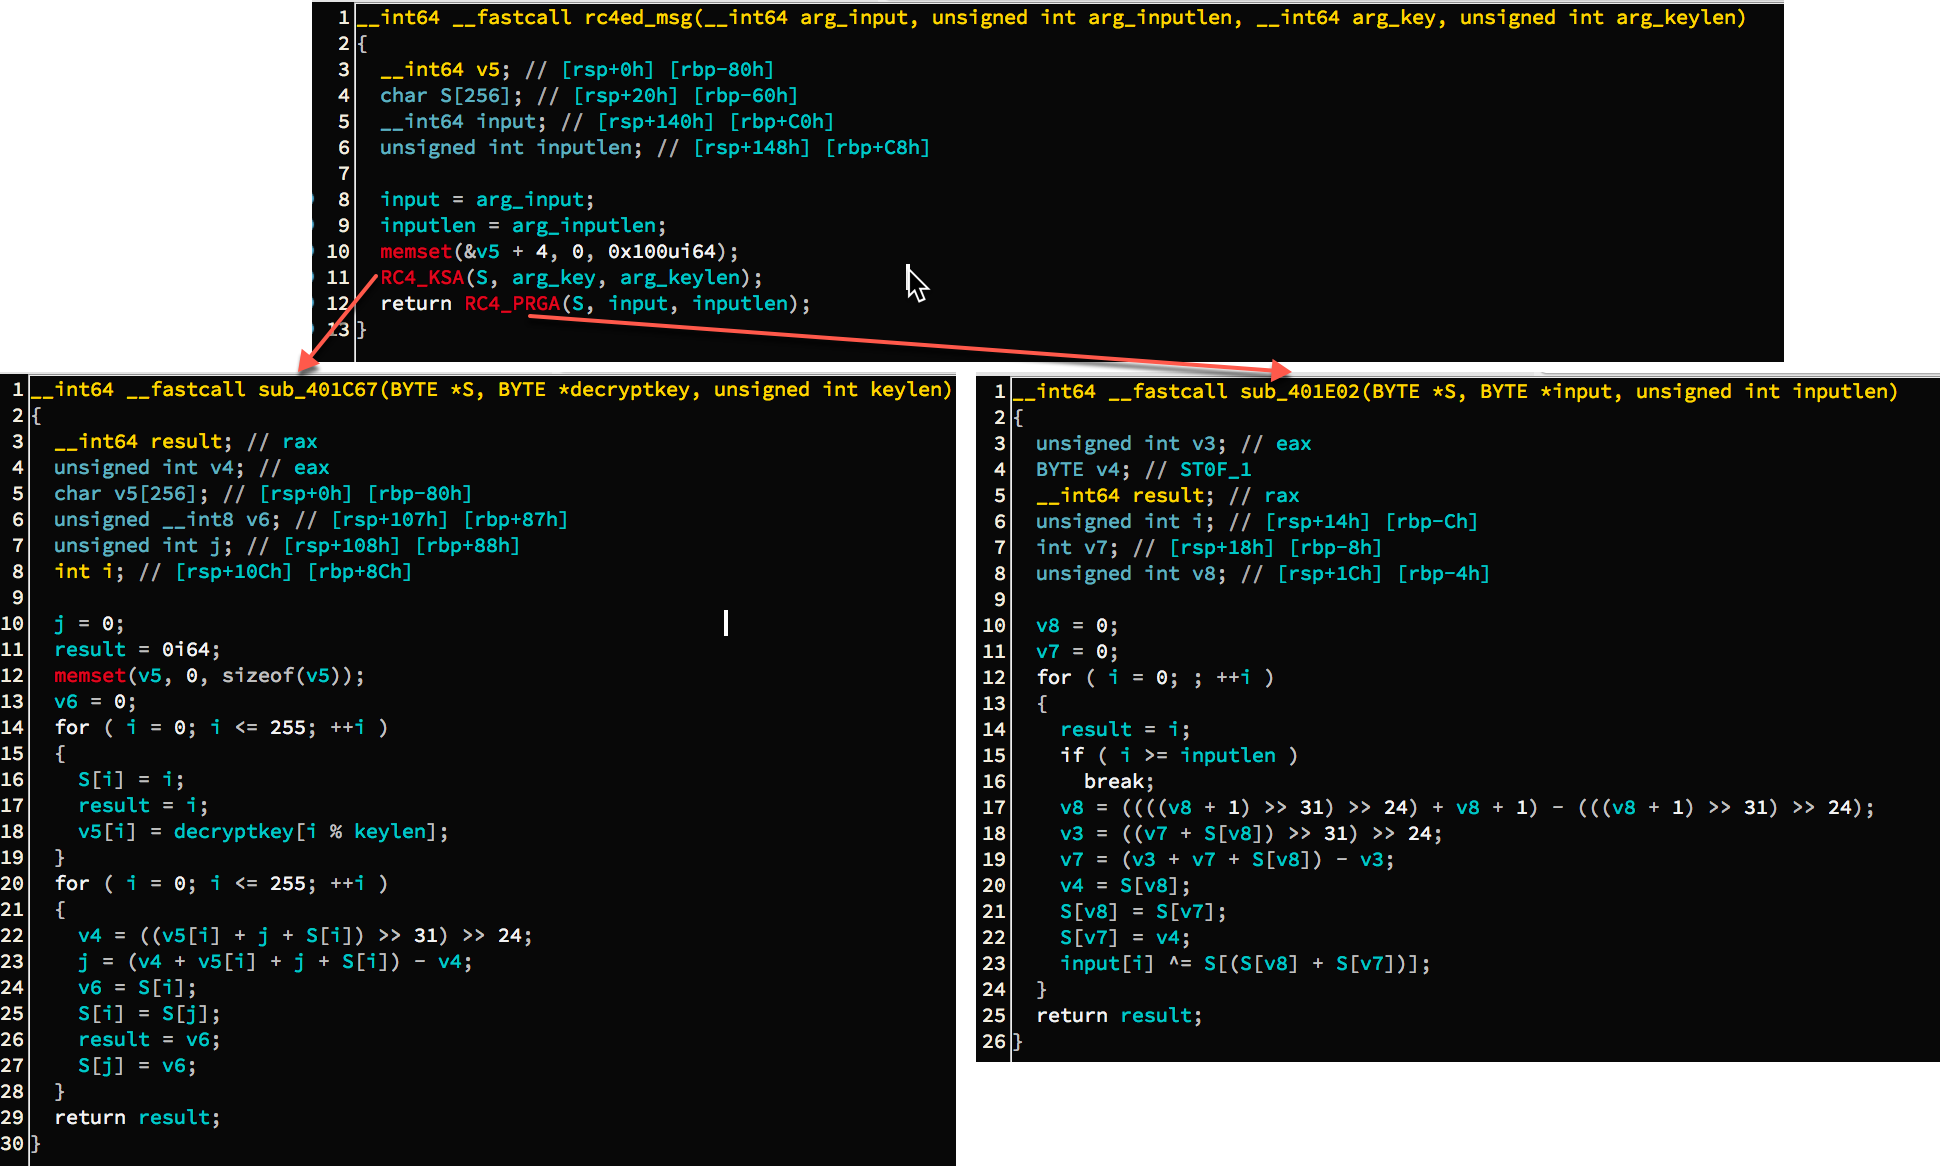 1 __int64 __fastcall rc4ed_msg(__int64 arg_input, unsigned int arg_inputlen, __int64 arg_key, unsigned int arg_keylen)
2 {
3 __int64 v5; // [rsp+0h] [rbp-80h]
4 char S[256]; // [rsp+20h] [rbp-60h]
5 __int64 input; // [rsp+140h] [rbp+C0h]
6 unsigned int inputlen; // [rsp+148h] [rbp+C8h]
7
8 input = arg_input;
9 inputlen = arg_inputlen;
10 memset(&v5 + 4, 0, 0x100ui64);
11 RC4_KSA(S, arg_key, arg_keylen);
12 return RC4_PRGA(S, input, inputlen);
13 }
1 __int64 __fastcall sub_401C67(BYTE *S, BYTE *decryptkey, unsigned int keylen)
2 {
3 __int64 result; // rax
4 unsigned int v4; // eax
5 char v5[256]; // [rsp+0h] [rbp-80h]
6 unsigned __int8 v6; // [rsp+107h] [rbp+87h]
7 unsigned int j; // [rsp+108h] [rbp+88h]
8 int i; // [rsp+10Ch] [rbp+8Ch]
9
10 j = 0;
11 result = 0i64;
12 memset(v5, 0, sizeof(v5));
13 v6 = 0;
14 for ( i = 0; i <= 255; ++i )
15 {
16 S[i] = i;
17 result = i;
18 v5[i] = decryptkey[i % keylen];
19 }
20 for ( i = 0; i <= 255; ++i )
21 {
22 v4 = ((v5[i] + j + S[i]) >> 31) >> 24;
23 j = (v4 + v5[i] + j + S[i]) - v4;
24 v6 = S[i];
25 S[i] = S[j];
26 result = v6;
27 S[j] = v6;
28 }
29 return result;
30 }
1 __int64 __fastcall sub_401E02(BYTE *S, BYTE *input, unsigned int inputlen)
2 {
3 unsigned int v3; // eax
4 BYTE v4; // ST0F_1
5 __int64 result; // rax
6 unsigned int i; // [rsp+14h] [rbp-Ch]
7 int v7; // [rsp+18h] [rbp-8h]
8 unsigned int v8; // [rsp+1Ch] [rbp-4h]
9
10 v8 = 0;
11 v7 = 0;
12 for ( i = 0; ; ++i )
13 {
14 result = i;
15 if ( i >= inputlen )
16 break;
17 v8 = ((((v8 + 1) >> 31) >> 24) + v8 + 1) - (((v8 + 1) >> 31) >> 24);
18 v3 = ((v7 + S[v8]) >> 31) >> 24;
19 v7 = (v3 + v7 + S[v8]) - v3;
20 v4 = S[v8];
21 S[v8] = S[v7];
22 S[v7] = v4;
23 input[i] ^= S[(S[v8] + S[v7])];
24 }
25 return result;
26 }